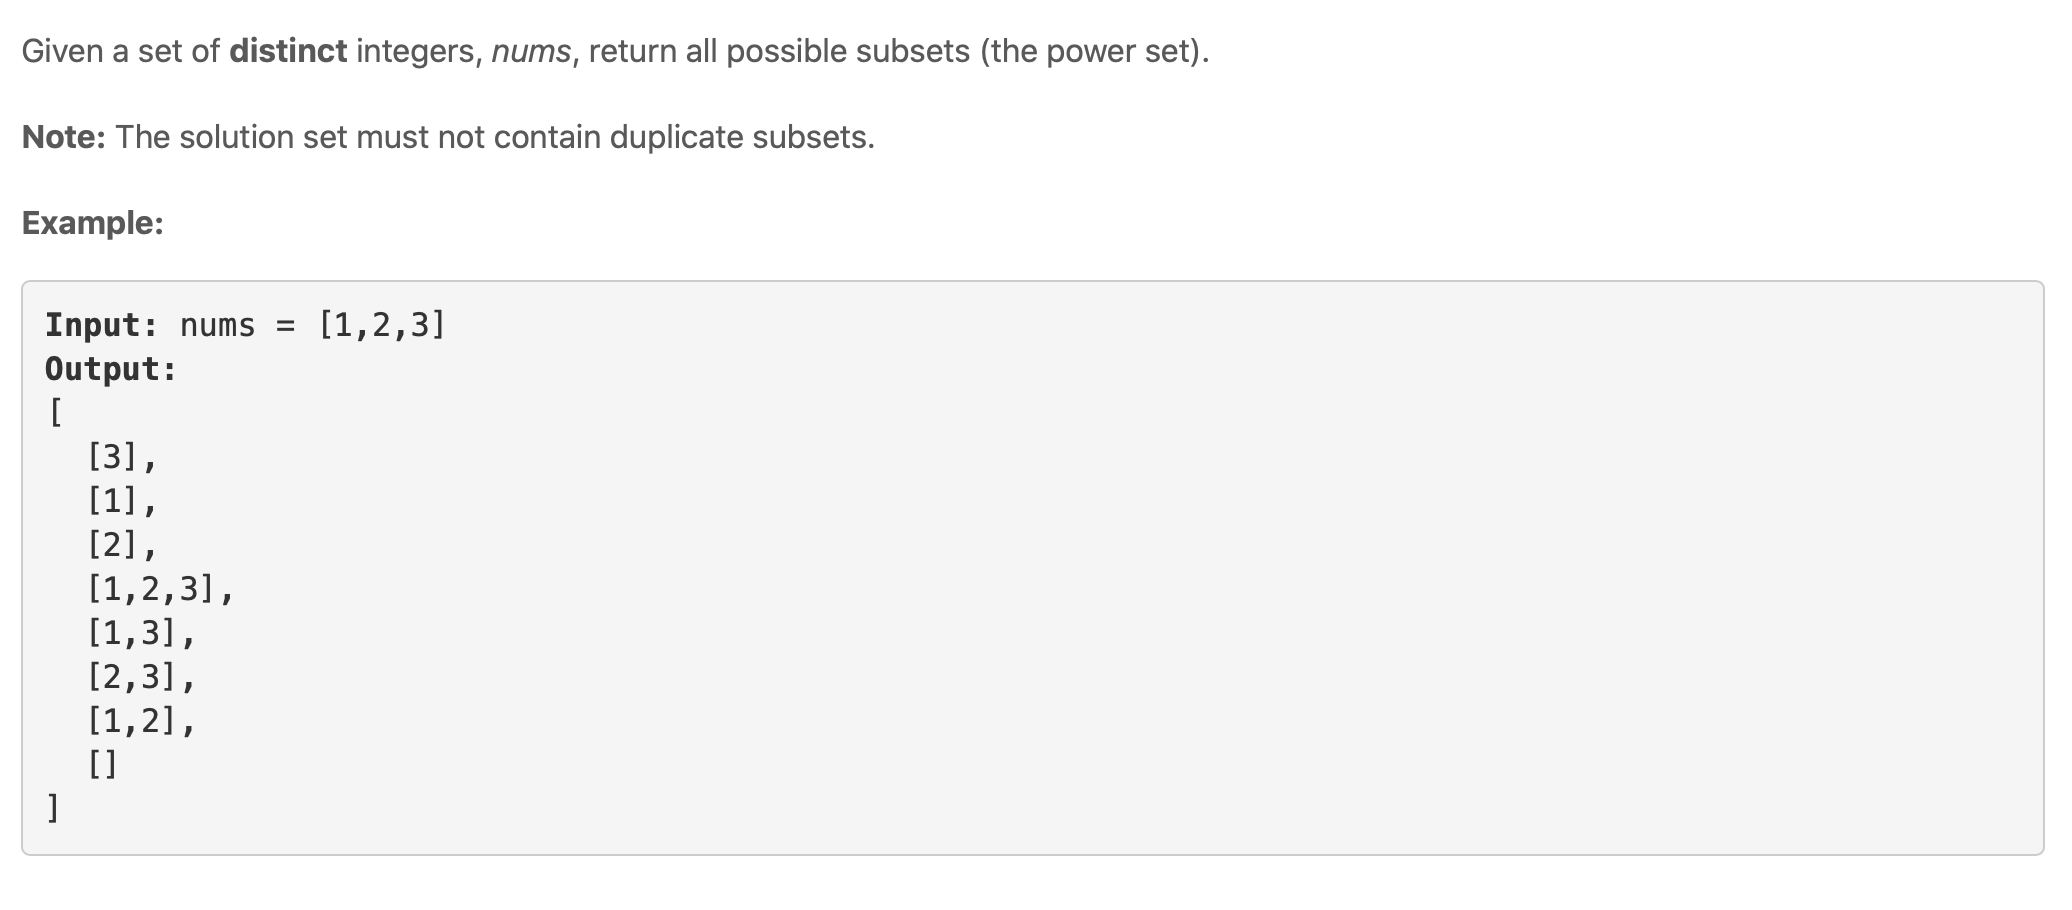 Given a set of distinct integers, nums, return all possible subsets (the power set).
Note: The solution set must not contain duplicate subsets.
Example:
Input: nums = [1,2,3]
Output:
[
  [3],
  [1],
  [2],
  [1,2,3],
  [1,3],
  [2,3],
  [1,2],
  []
]